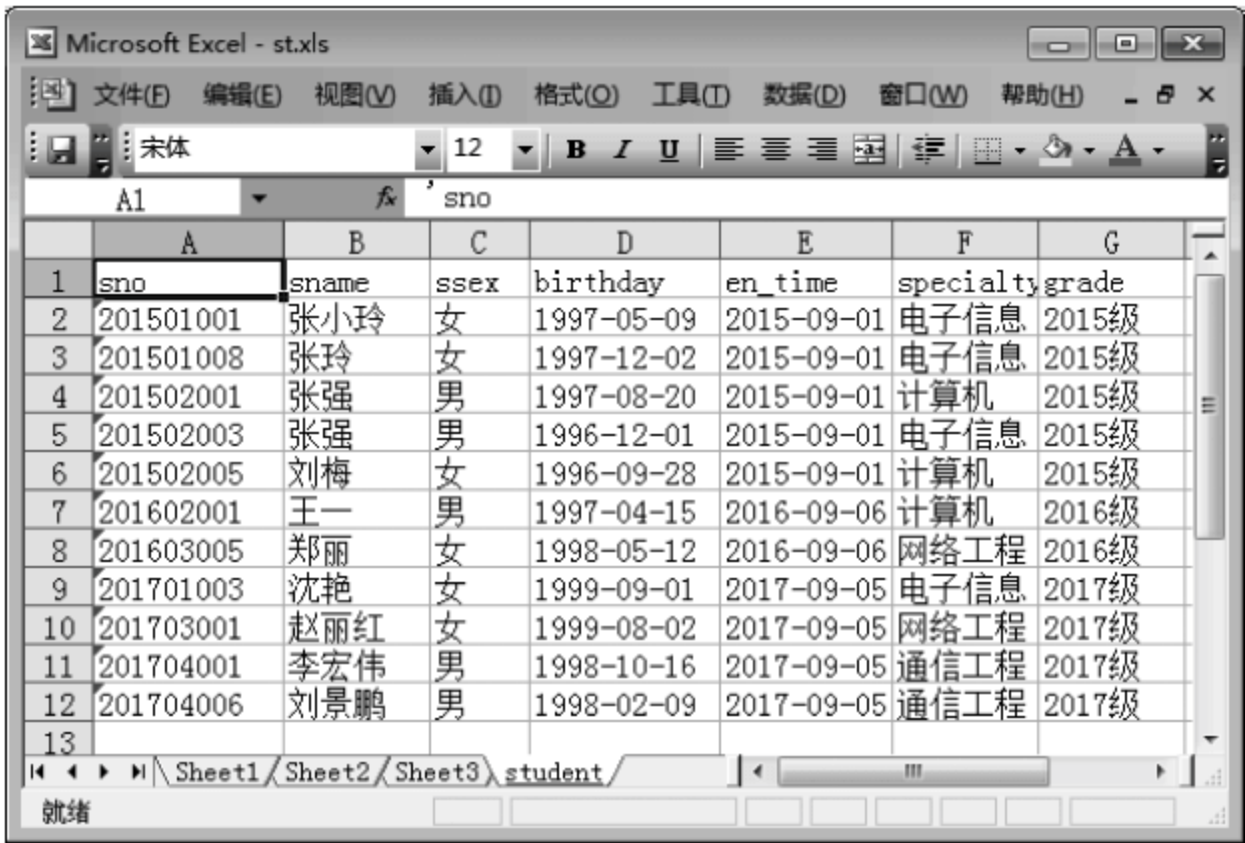 Microsoft Excel - st.xls
文件(F) 编辑(E) 视图(V) 插入(I) 格式(O) 工具(T) 数据(D) 窗口(W) 帮助(H)
宋体 12 B I U A
A1 fx 'sno
A B C D E F G
1 sno sname ssex birthday en_time specialty grade
2 201501001 张小玲 女 1997-05-09 2015-09-01 电子信息 2015级
3 201501008 张玲 女 1997-12-02 2015-09-01 电子信息 2015级
4 201502001 张强 男 1997-08-20 2015-09-01 计算机 2015级
5 201502003 张强 男 1996-12-01 2015-09-01 电子信息 2015级
6 201502005 刘梅 女 1996-09-28 2015-09-01 计算机 2015级
7 201602001 王一 男 1997-04-15 2016-09-06 计算机 2016级
8 201603005 郑丽 女 1998-05-12 2016-09-06 网络工程 2016级
9 201701003 沈艳 女 1999-09-01 2017-09-05 电子信息 2017级
10 201703001 赵丽红 女 1999-08-02 2017-09-05 网络工程 2017级
11 201704001 李宏伟 男 1998-10-16 2017-09-05 通信工程 2017级
12 201704006 刘景鹏 男 1998-02-09 2017-09-05 通信工程 2017级
13
Sheet1 Sheet2 Sheet3 student
就绪